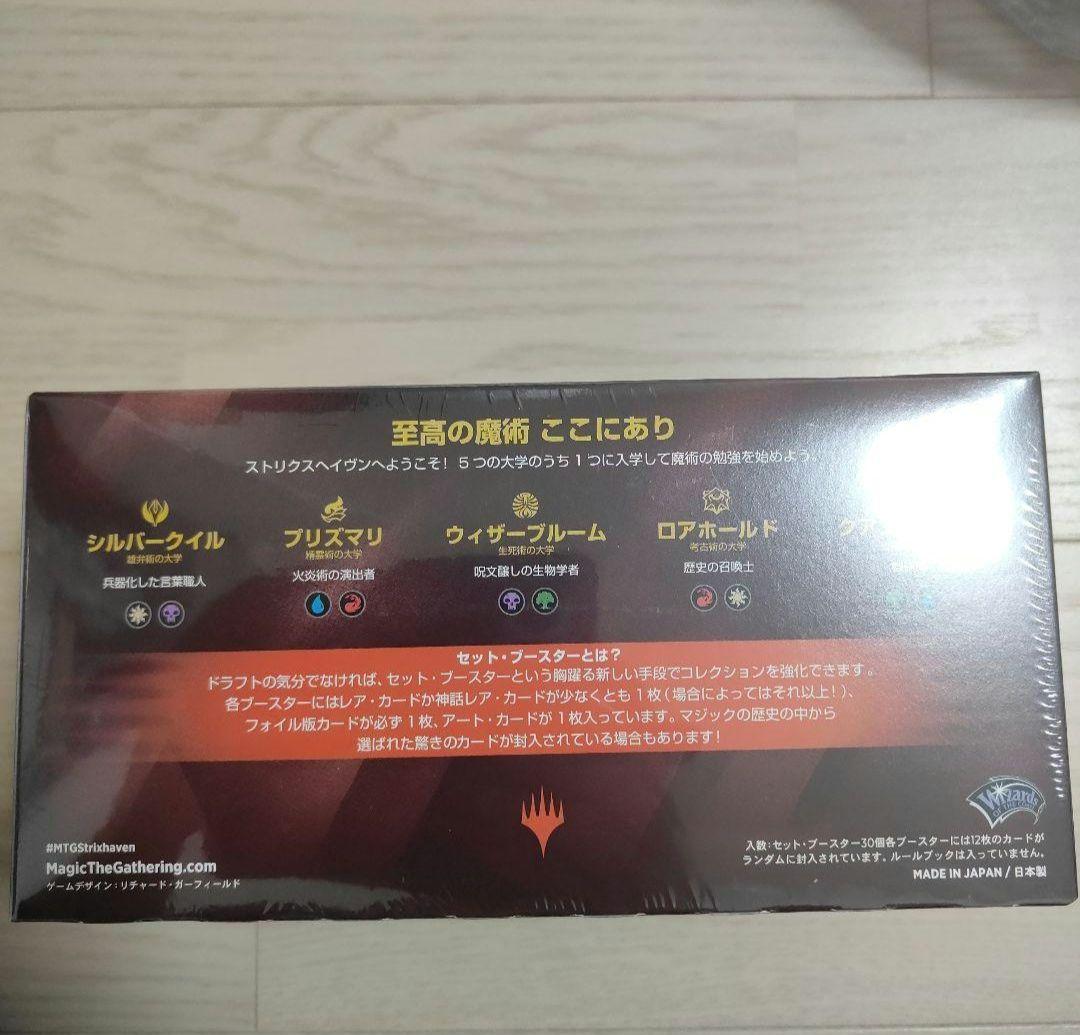 至高の魔術 ここにあり
ストリクスヘイヴンへようこそ! 5つの大学のうち1つに入学して魔術の勉強を始めよう。
シルバークイル
雄弁術の大学
兵器化した言葉職人
プリズマリ
精霊術の大学
火炎術の演出者
ウィザーブルーム
生死術の大学
呪文醸しの生物学者
ロアホールド
考古術の大学
歴史の召喚士
セット・ブースターとは?
ドラフトの気分でなければ、セット・ブースターという胸躍る新しい手段でコレクションを強化できます。
各ブースターにはレア・カードか神話レア・カードが少なくとも1枚(場合によってはそれ以上!)、
フォイル版カードが必ず1枚、アート・カードが1枚入っています。マジックの歴史の中から
選ばれた驚きのカードが封入されている場合もあります!
Wizards
OF THE COAST
#MTGStrixhaven
MagicTheGathering.com
ゲームデザイン:リチャード・ガーフィールド
入数:セット・ブースター30個各ブースターには12枚のカードが
ランダムに封入されています。ルールブックは入っていません。
MADE IN JAPAN / 日本製